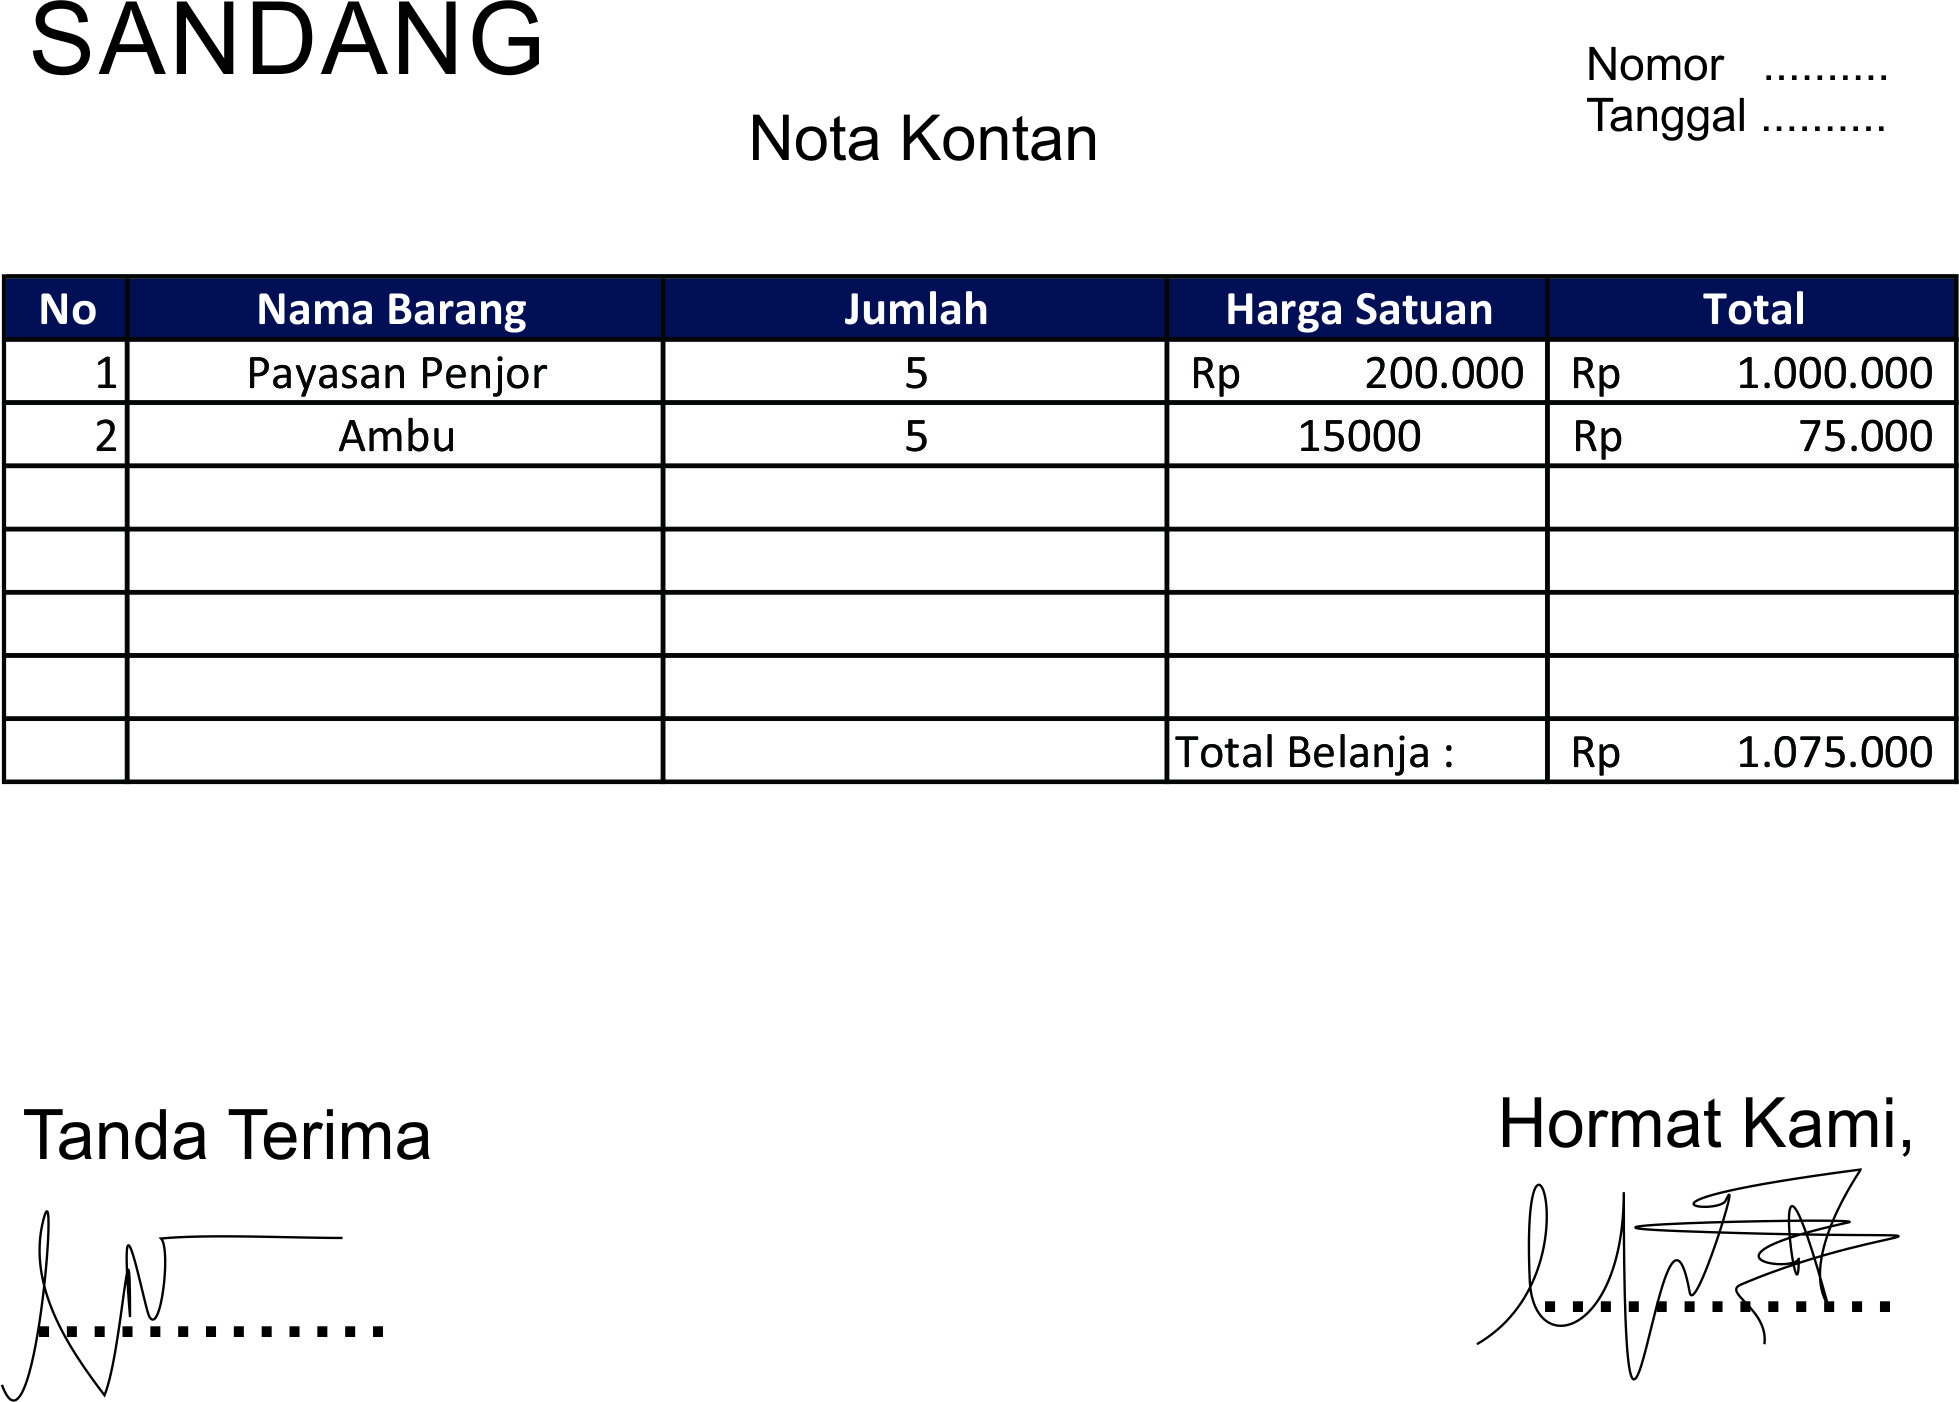 SANDANG
Nomor ..........
Tanggal ..........
Nota Kontan
No Nama Barang Jumlah Harga Satuan Total
1 Payasan Penjor 5 Rp 200.000 Rp 1.000.000
2 Ambu 5 15000 Rp 75.000
Total Belanja : Rp 1.075.000
Tanda Terima Hormat Kami,
............. .............